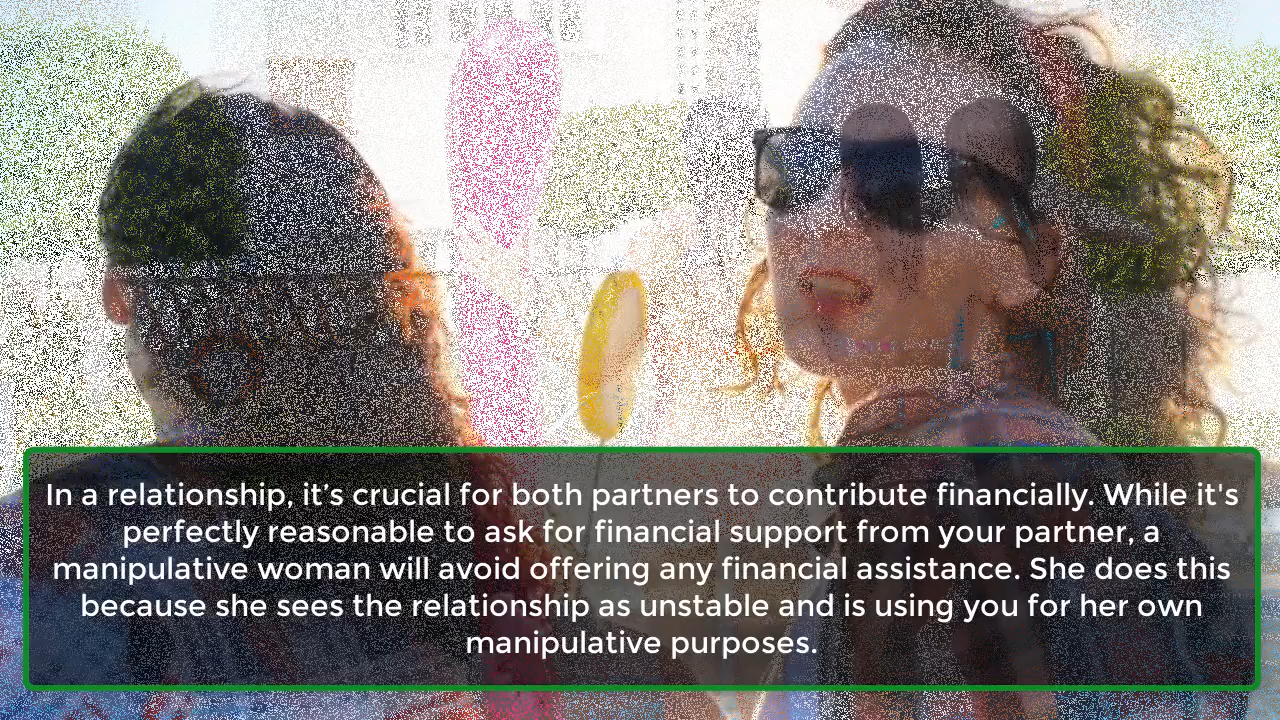 In a relationship, it’s crucial for both partners to contribute financially. While it's
perfectly reasonable to ask for financial support from your partner, a
manipulative woman will avoid offering any financial assistance. She does this
because she sees the relationship as unstable and is using you for her own
manipulative purposes.